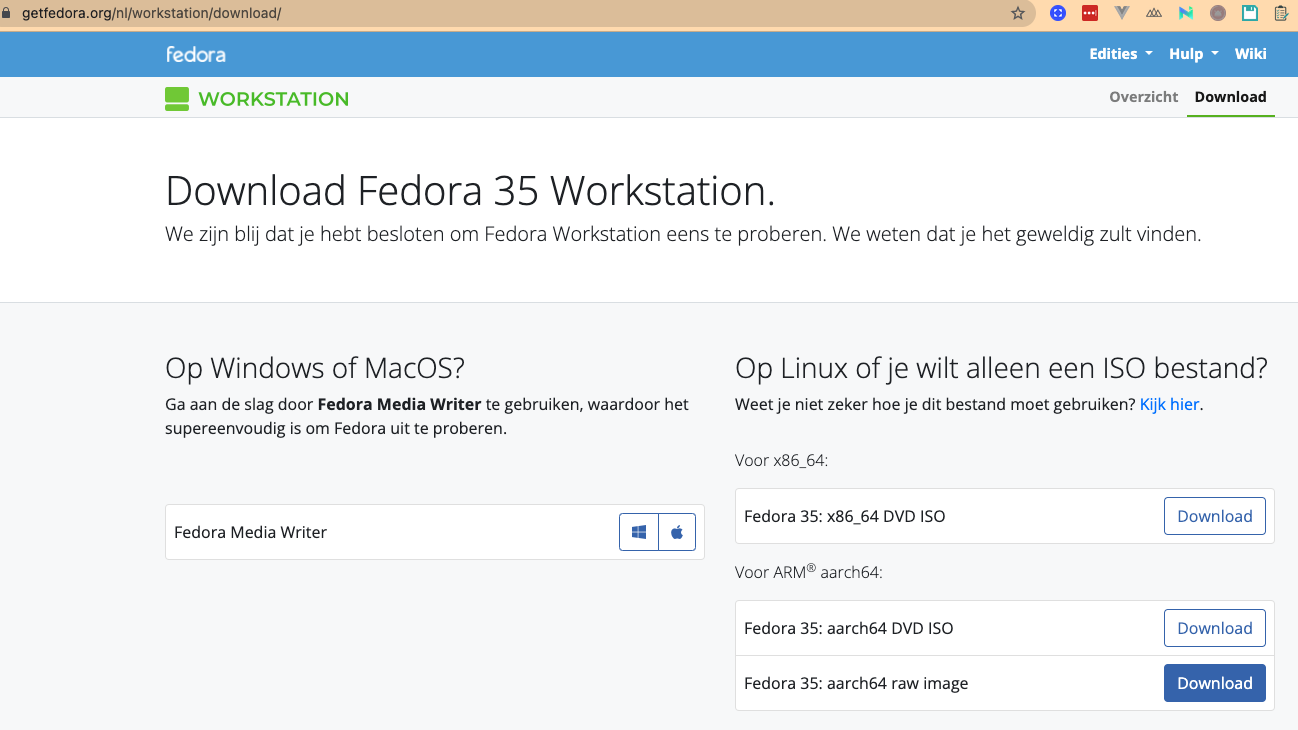 getfedora.org/nl/workstation/download/
fedora
Edities Hulp Wiki
WORKSTATION
Overzicht Download
Download Fedora 35 Workstation.
We zijn blij dat je hebt besloten om Fedora Workstation eens te proberen. We weten dat je het geweldig zult vinden.
Op Windows of MacOS?
Ga aan de slag door Fedora Media Writer te gebruiken, waardoor het
supereenvoudig is om Fedora uit te proberen.
Fedora Media Writer
Op Linux of je wilt alleen een ISO bestand?
Weet je niet zeker hoe je dit bestand moet gebruiken? Kijk hier.
Voor x86_64:
Fedora 35: x86_64 DVD ISO Download
Voor ARM® aarch64:
Fedora 35: aarch64 DVD ISO Download
Fedora 35: aarch64 raw image Download